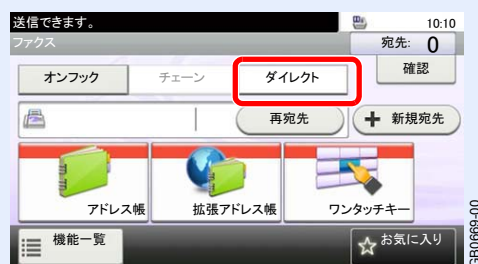 送信できます。 10:10
ファクス 宛先: 0
オンフック チェーン ダイレクト 確認
再宛先 + 新規宛先
アドレス帳 拡張アドレス帳 ワンタッチキー
機能一覧 お気に入り
GB0669-00